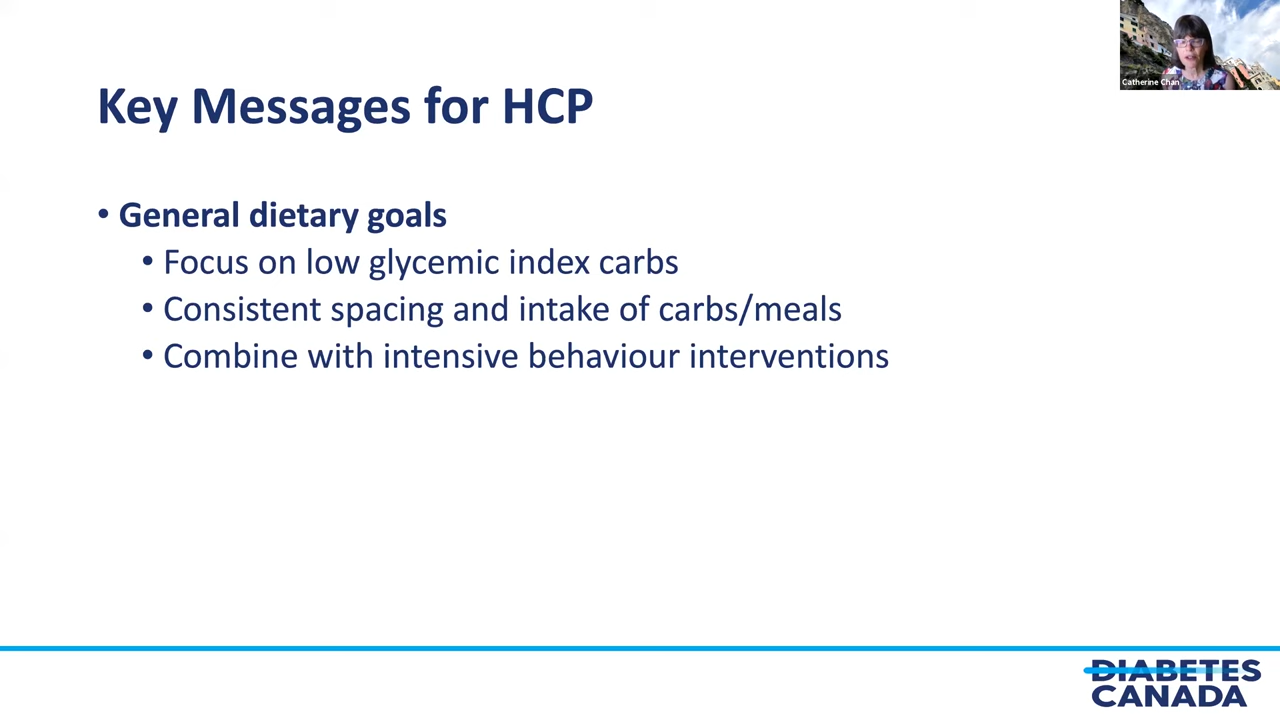 Catherine Chan
Key Messages for HCP
• General dietary goals
• Focus on low glycemic index carbs
• Consistent spacing and intake of carbs/meals
• Combine with intensive behaviour interventions
DIABETES
CANADA